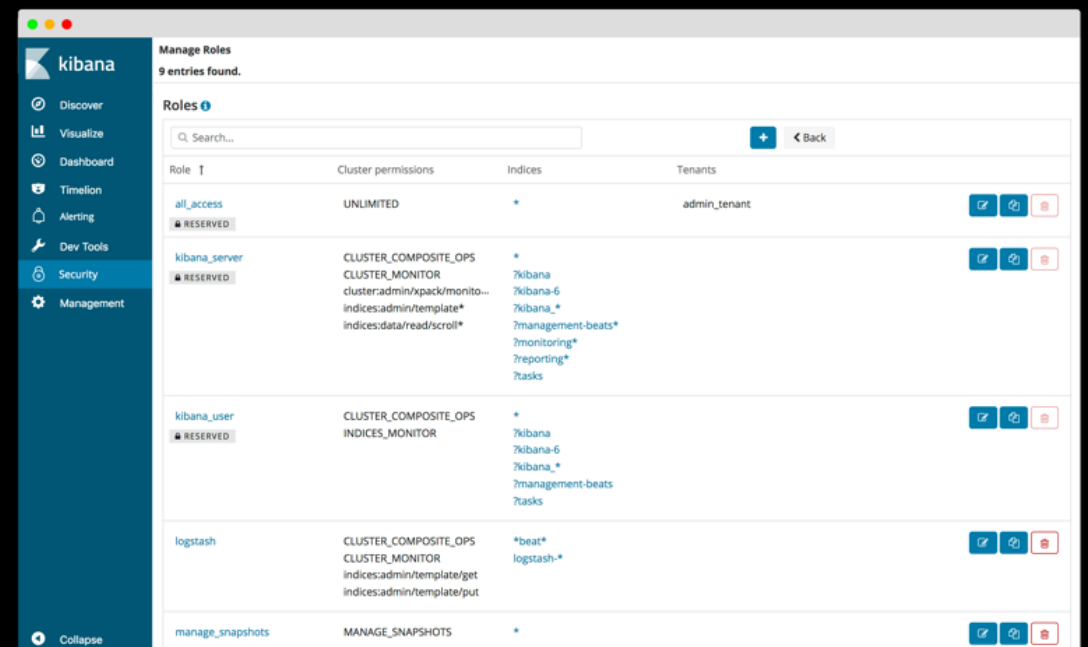 kibana
Discover
Visualize
Dashboard
Timelion
Alerting
Dev Tools
Security
Management
Collapse
Manage Roles
9 entries found.
Roles
Search...
+ Back
Role ↑ Cluster permissions Indices Tenants
all_access UNLIMITED * admin_tenant
RESERVED
kibana_server CLUSTER_COMPOSITE_OPS *
RESERVED CLUSTER_MONITOR ?kibana
cluster:admin/xpack/monito... ?kibana-6
indices:admin/template* ?kibana_*
indices:data/read/scroll* ?management-beats*
?monitoring*
?reporting*
?tasks
kibana_user CLUSTER_COMPOSITE_OPS *
RESERVED INDICES_MONITOR ?kibana
?kibana-6
?kibana_*
?management-beats
?tasks
logstash CLUSTER_COMPOSITE_OPS *beat*
CLUSTER_MONITOR logstash-*
indices:admin/template/get
indices:admin/template/put
manage_snapshots MANAGE_SNAPSHOTS *